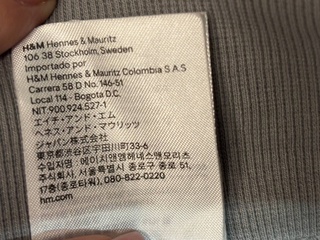 H&M Hennes & Mauritz
106 38 Stockholm, Sweden
Importado por
H&M Hennes & Mauritz Colombia S A S
Carrera 58 D No. 146-51
Local 114 - Bogota D.C.
NIT:900.924.527-1
エイチ・アンド・エム
ヘネス・アンド・マウリッツ
ジャパン株式会社
東京都渋谷区宇田川町33-6
수입자명 : 에이치앤엠헤네스앤모리츠
주식회사, 서울특별시 종로구 종로 51,
17층(종로타워), 080-822-0220
hm.com